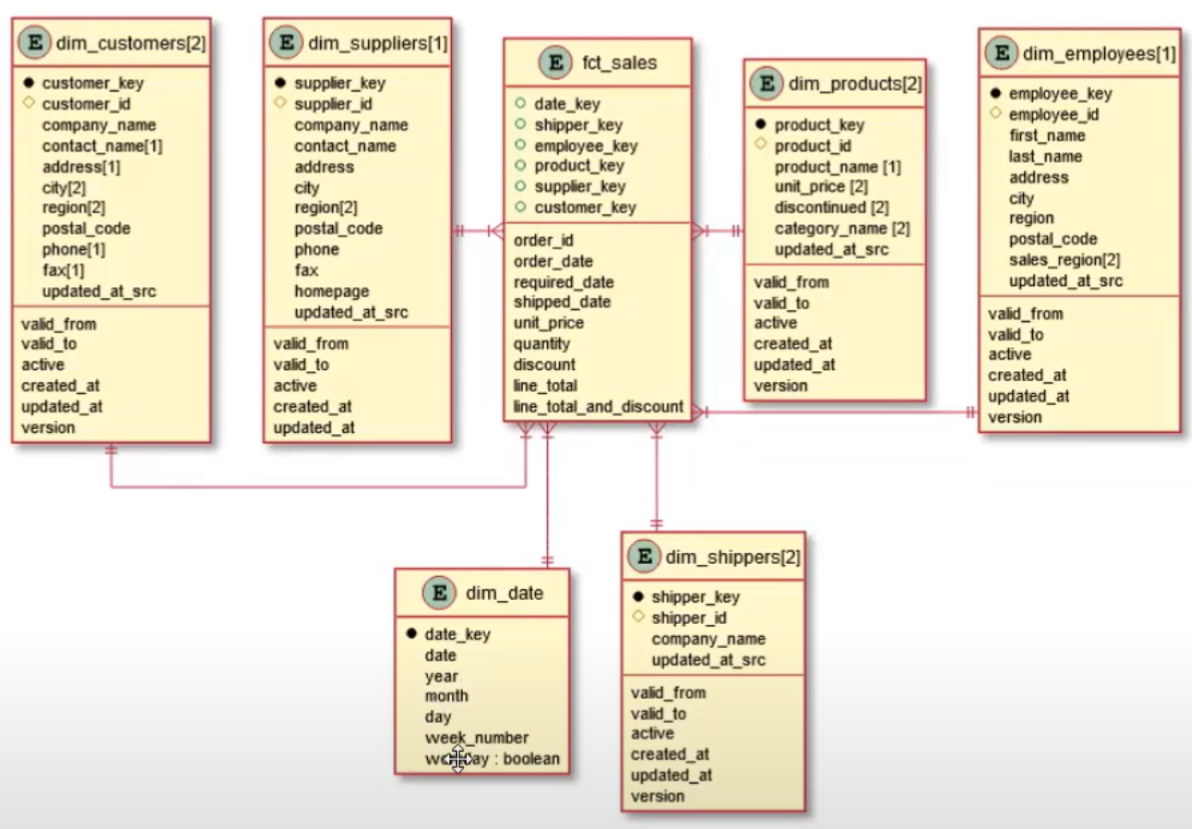 E dim_customers[2]
customer_key
customer_id
company_name
contact_name[1]
address[1]
city[2]
region[2]
postal_code
phone[1]
fax[1]
updated_at_src
valid_from
valid_to
active
created_at
updated_at
version
E dim_suppliers[1]
supplier_key
supplier_id
company_name
contact_name
address
city
region[2]
postal_code
phone
fax
homepage
updated_at_src
valid_from
valid_to
active
created_at
updated_at
E fct_sales
date_key
shipper_key
employee_key
product_key
supplier_key
customer_key
order_id
order_date
required_date
shipped_date
unit_price
quantity
discount
line_total
line_total_and_discount
E dim_products[2]
product_key
product_id
product_name [1]
unit_price [2]
discontinued [2]
category_name [2]
updated_at_src
valid_from
valid_to
active
created_at
updated_at
version
E dim_employees[1]
employee_key
employee_id
first_name
last_name
address
city
region
postal_code
sales_region[2]
updated_at_src
valid_from
valid_to
active
created_at
updated_at
version
E dim_date
date_key
date
year
month
day
week_number
: boolean
E dim_shippers[2]
shipper_key
shipper_id
company_name
updated_at_src
valid_from
valid_to
active
created_at
updated_at
version